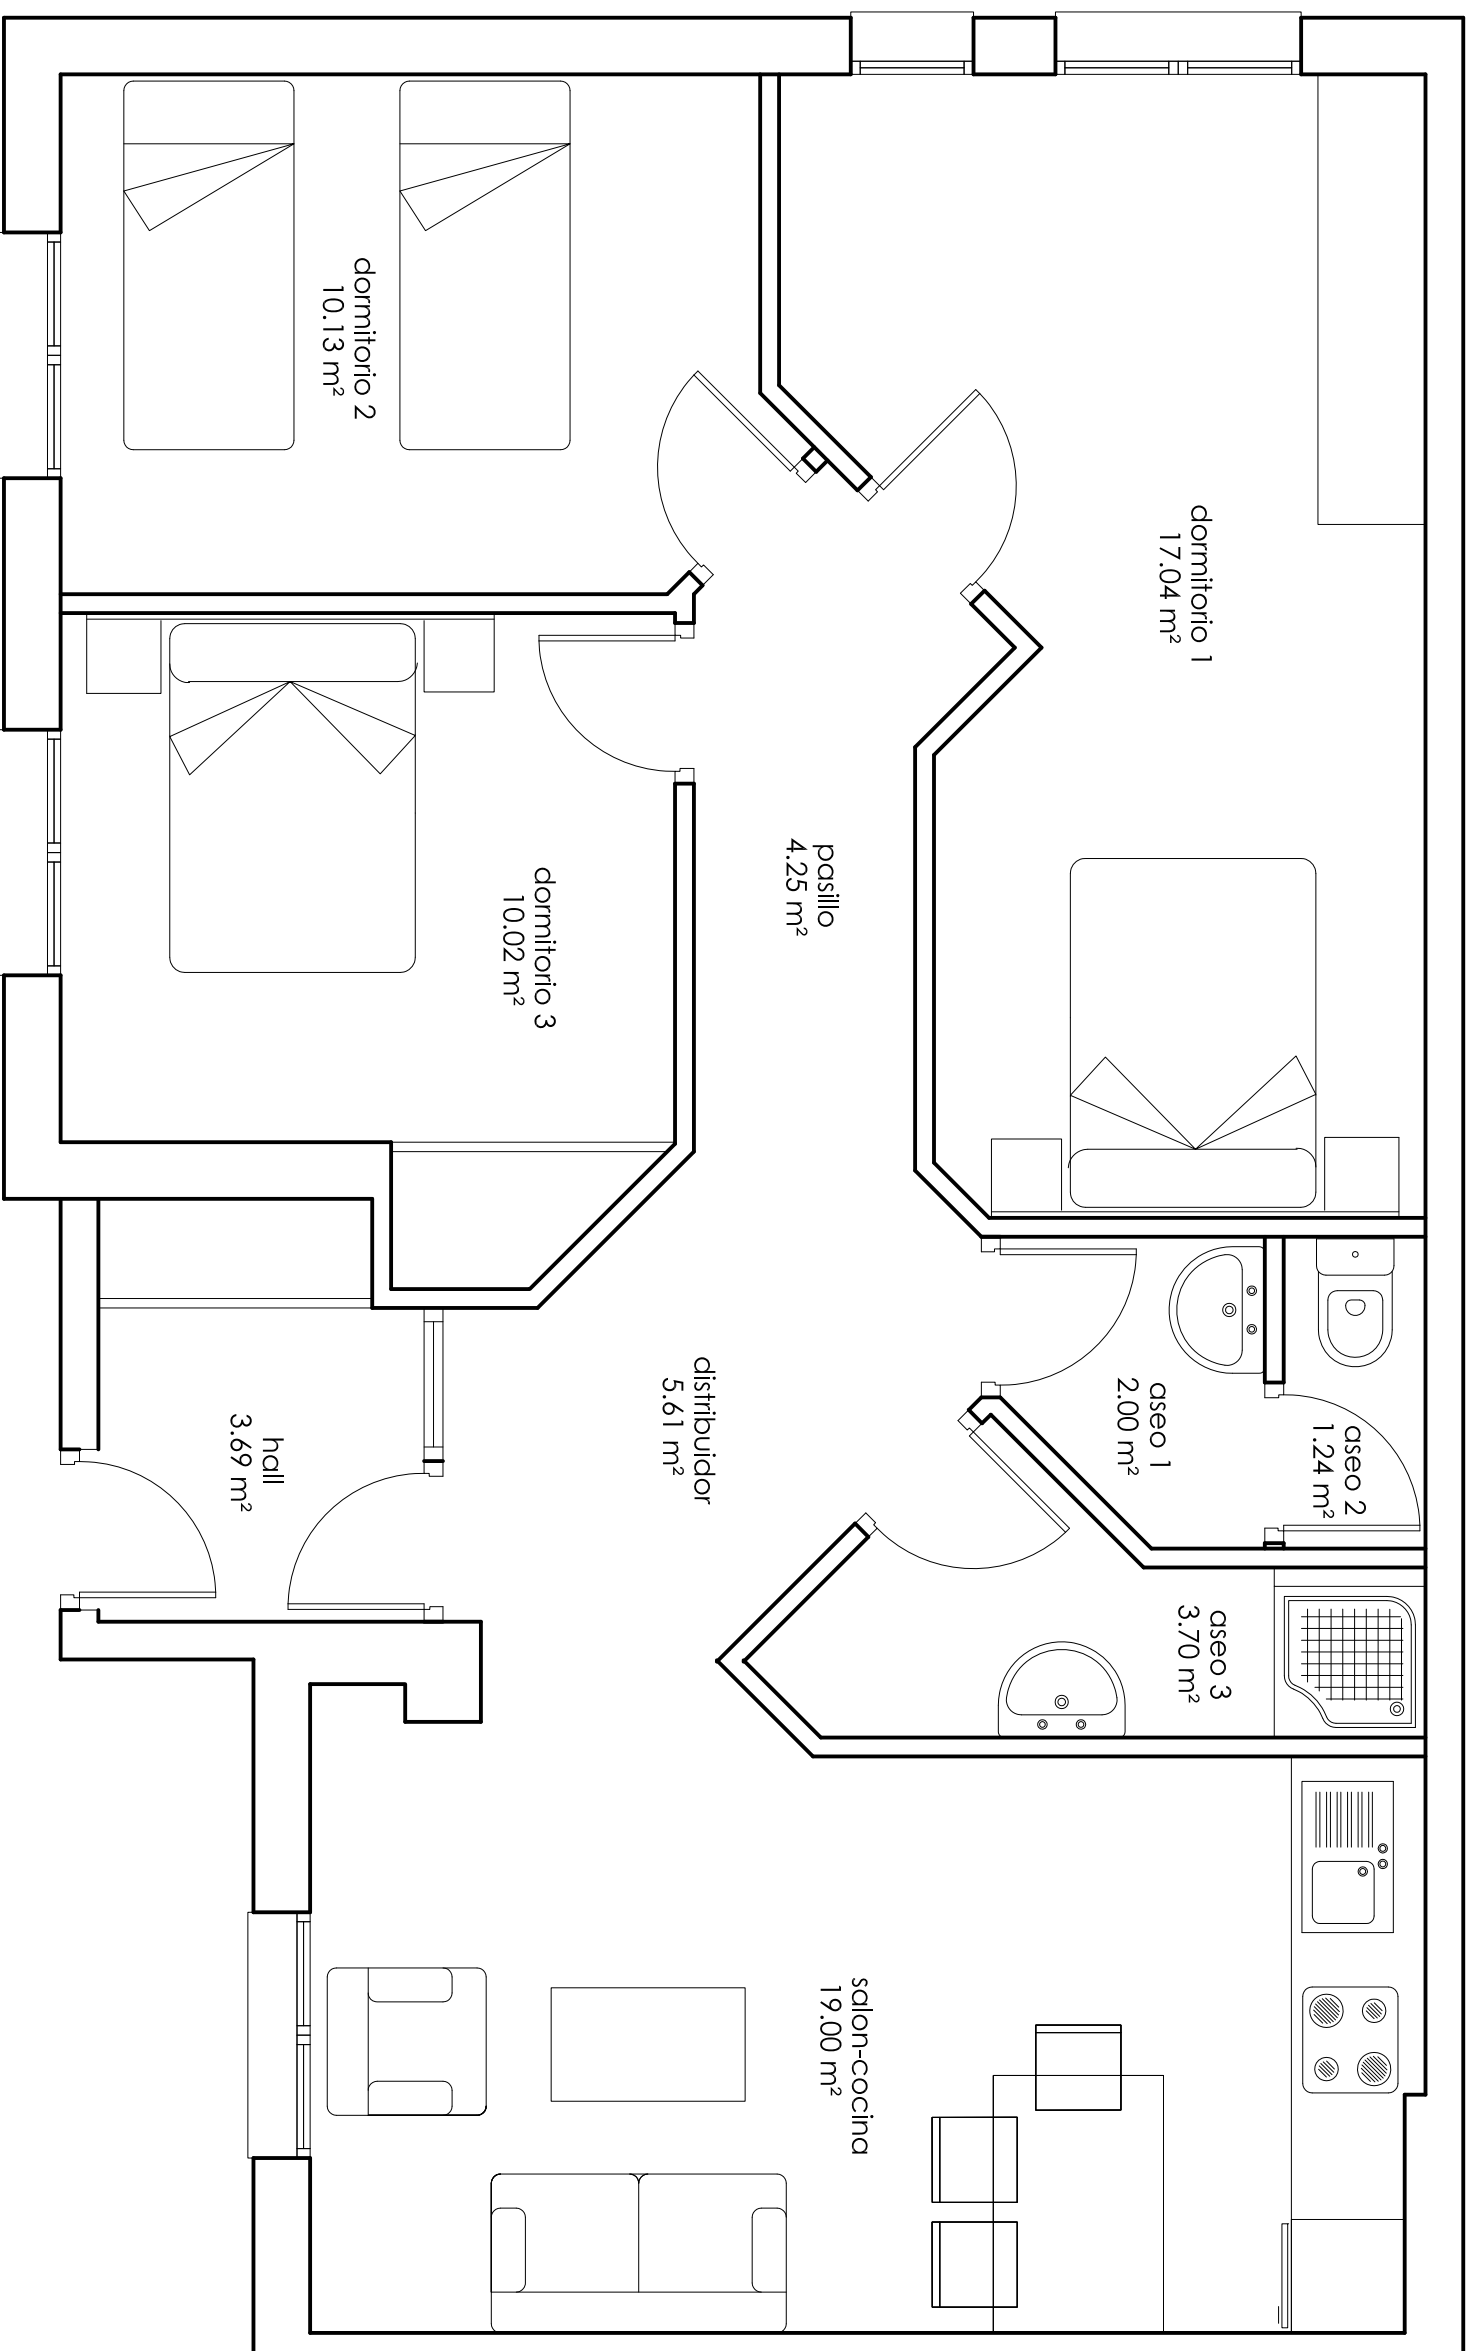 dormitorio 1
17.04 m²
dormitorio 2
10.13 m²
pasillo
4.25 m²
dormitorio 3
10.02 m²
aseo 2
1.24 m²
aseo 1
2.00 m²
distribuidor
5.61 m²
hall
3.69 m²
aseo 3
3.70 m²
salon-cocina
19.00 m²